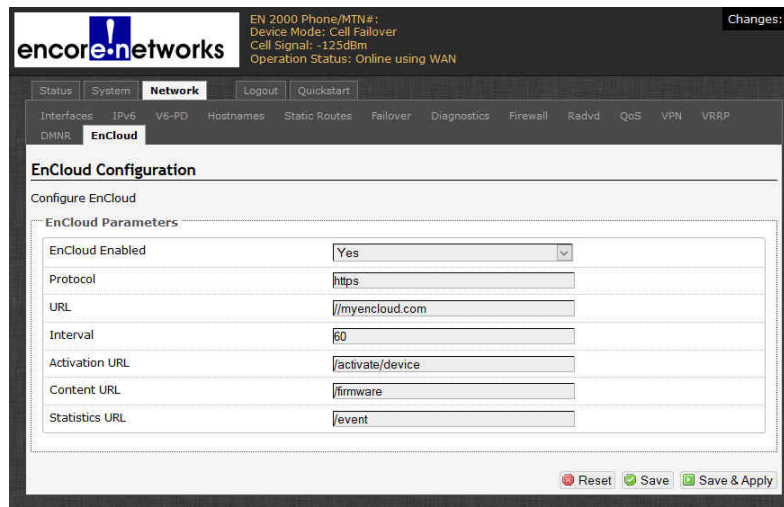 encore networks
EN 2000 Phone/MTN#:
Device Mode: Cell Failover
Cell Signal: -125dBm
Operation Status: Online using WAN
Changes:
Status System Network Logout Quickstart
Interfaces IPv6 V6-PD Hostnames Static Routes Failover Diagnostics Firewall Radvd QoS VPN VRRP
DMNR EnCloud
EnCloud Configuration
Configure EnCloud
EnCloud Parameters
EnCloud Enabled Yes
Protocol https
URL //myencloud.com
Interval 60
Activation URL /activate/device
Content URL /firmware
Statistics URL /event
Reset Save Save & Apply